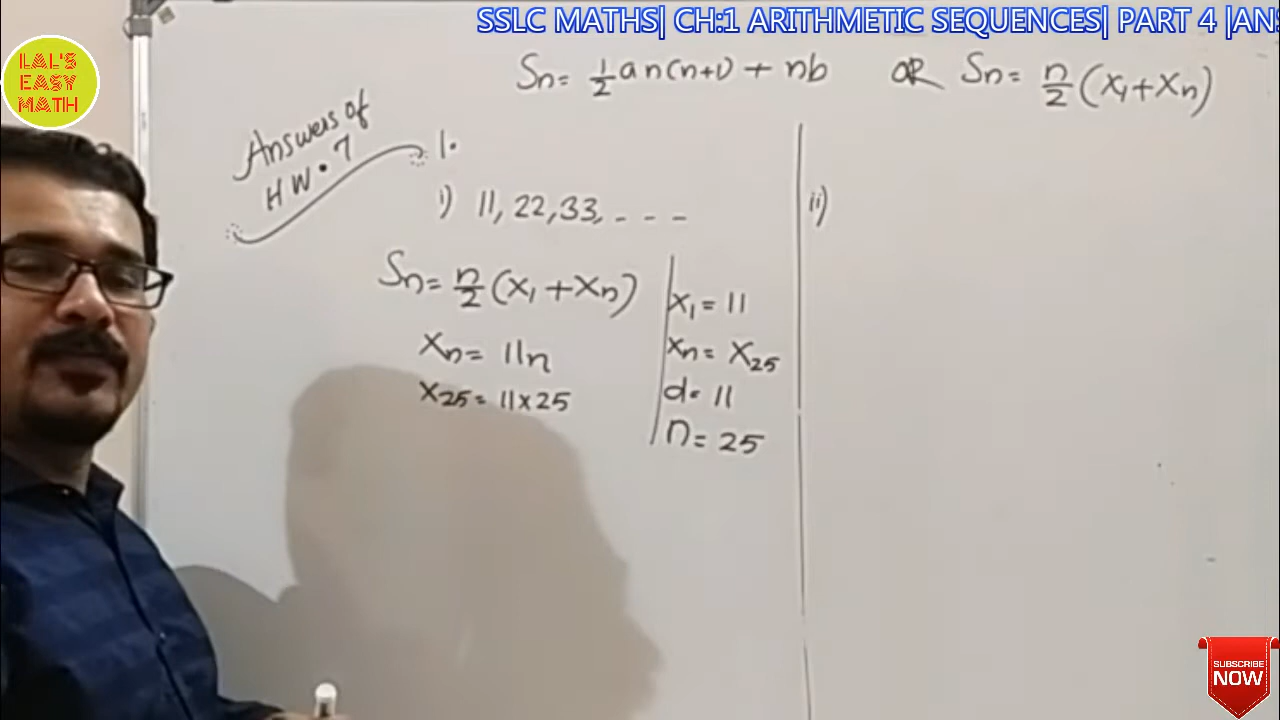 SSLC MATHS| CH:1 ARITHMETIC SEQUENCES| PART 4 |ANS
LAL'S
EASY
MATH
Sn = 1/2 an(n+1) + nb OR Sn = n/2 (x1 + xn)
Answers of
HW. 7
1.
i) 11, 22, 33, - - -
ii)
Sn = n/2 (x1 + xn)
xn = 11n
x25 = 11 x 25
x1 = 11
xn = x25
d = 11
n = 25
SUBSCRIBE
NOW